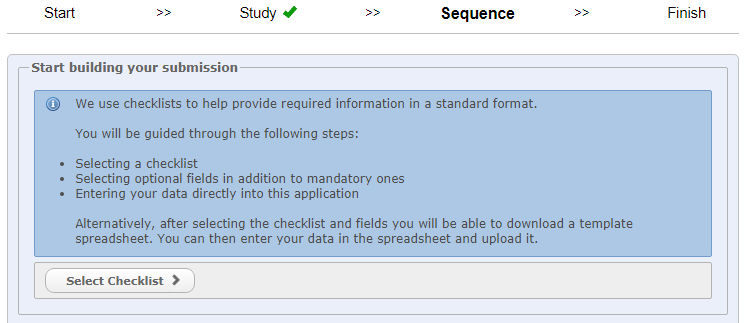 Start >> Study >> Sequence >> Finish
Start building your submission
We use checklists to help provide required information in a standard format.
You will be guided through the following steps:
• Selecting a checklist
• Selecting optional fields in addition to mandatory ones
• Entering your data directly into this application
Alternatively, after selecting the checklist and fields you will be able to download a template
spreadsheet. You can then enter your data in the spreadsheet and upload it.
Select Checklist